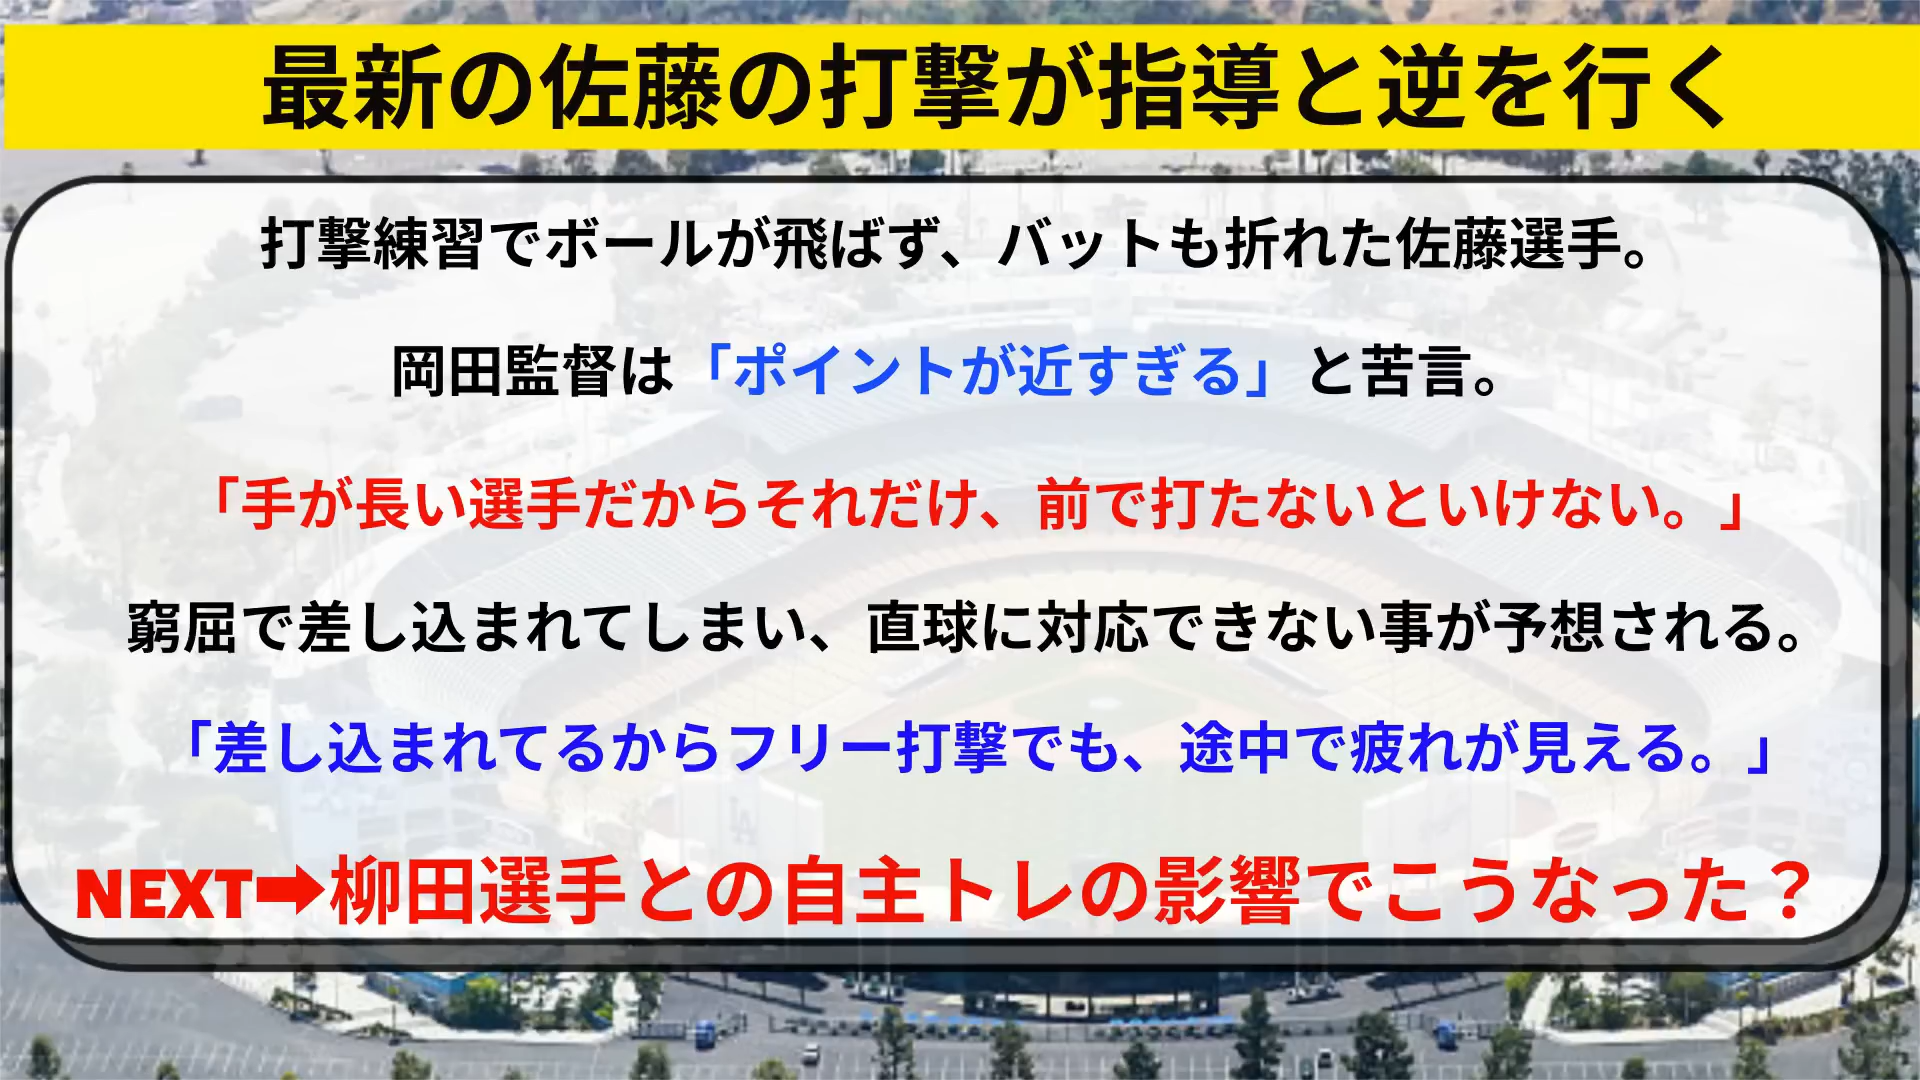 最新の佐藤の打撃が指導と逆を行く
打撃練習でボールが飛ばず、バットも折れた佐藤選手。
岡田監督は「ポイントが近すぎる」と苦言。
「手が長い選手だからそれだけ、前で打たないといけない。」
窮屈で差し込まれてしまい、直球に対応できない事が予想される。
「差し込まれてるからフリー打撃でも、途中で疲れが見える。」
NEXT➡柳田選手との自主トレの影響でこうなった？